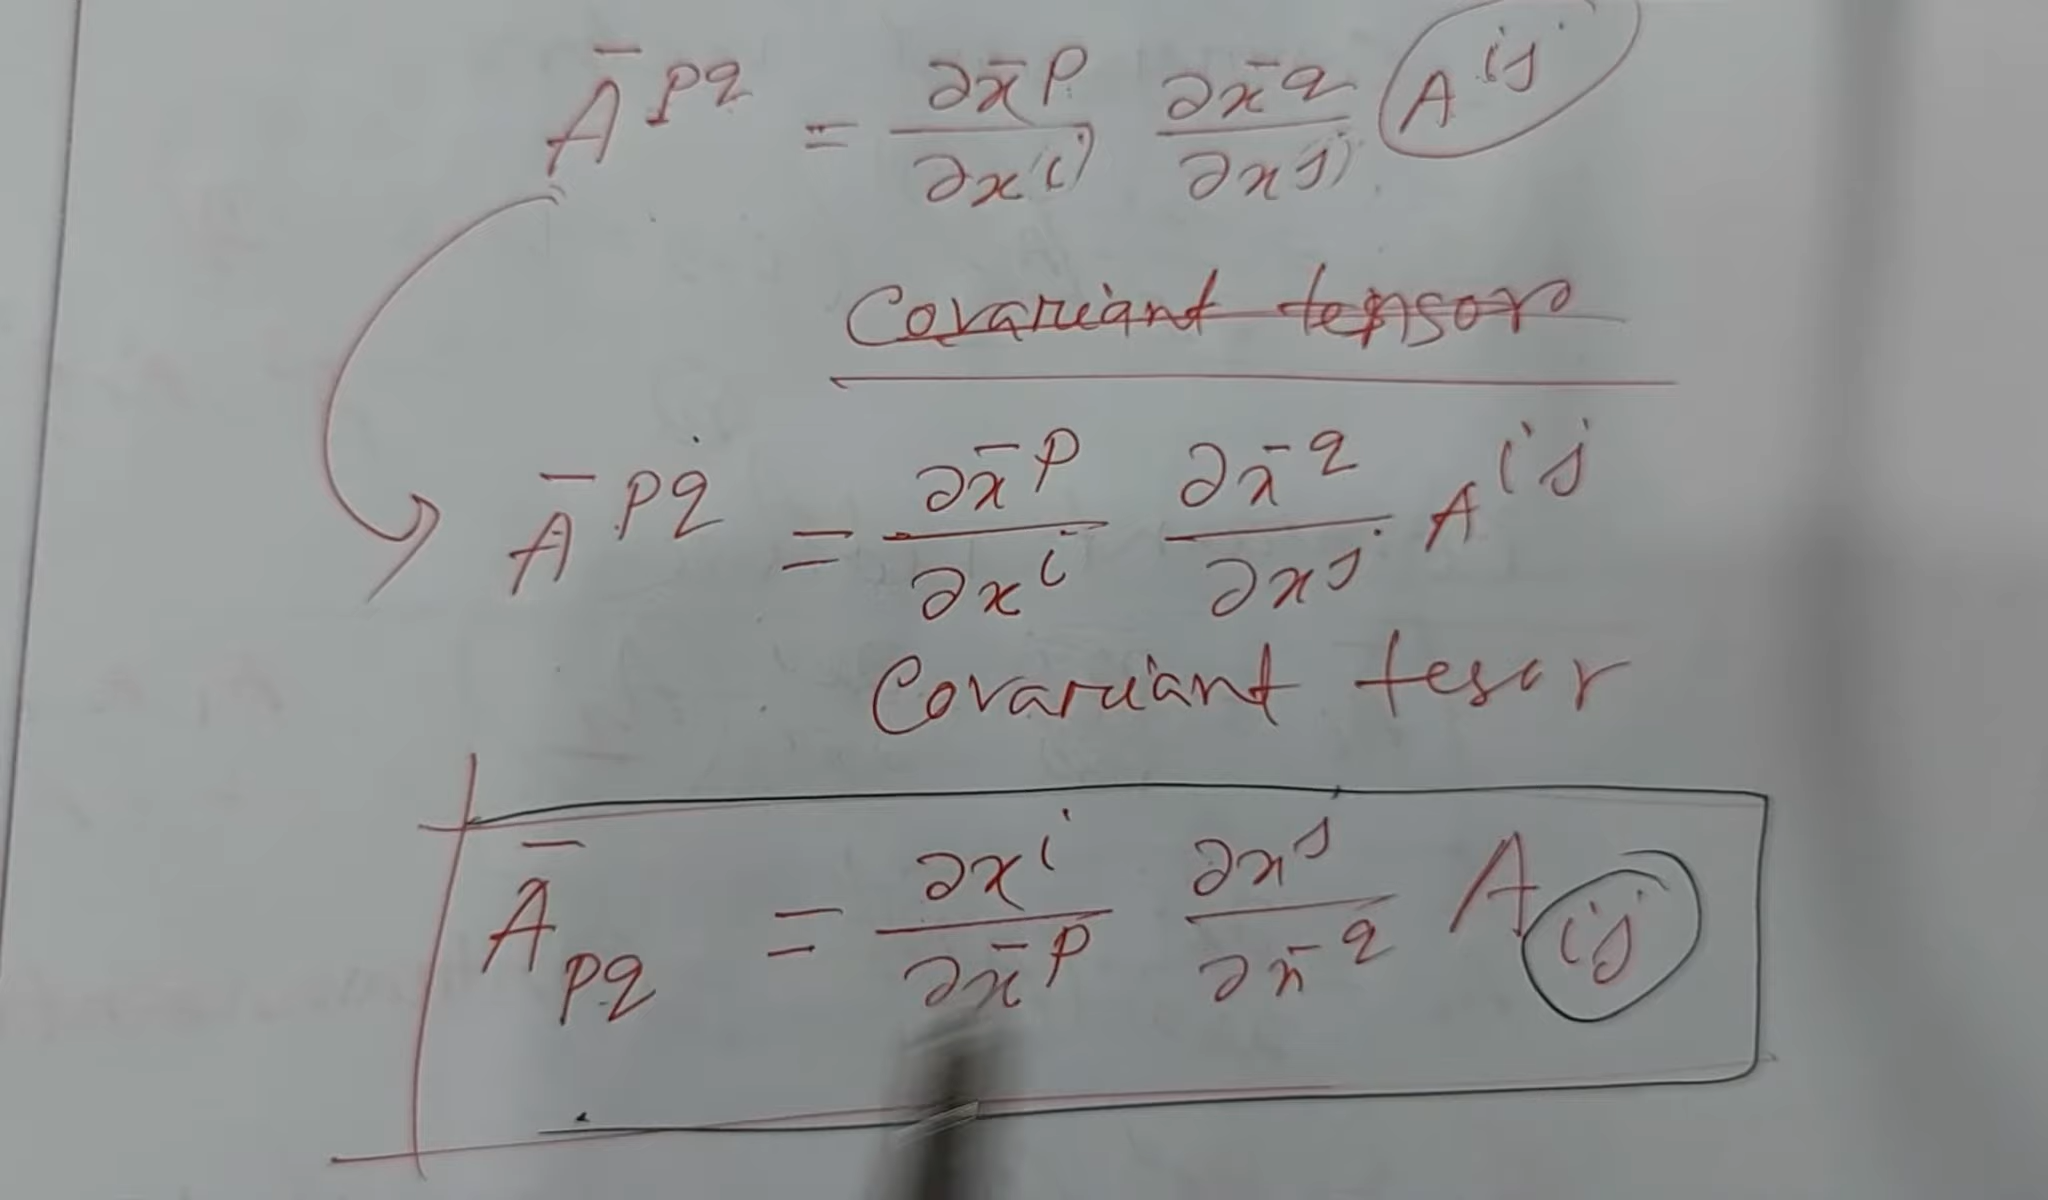 Ā^{pq} = ∂x̄^p/∂x^i ∂x̄^q/∂x^j A^{ij}
Covariant tensor
Ā^{pq} = ∂x̄^p/∂x^i ∂x̄^q/∂x^j A^{ij}
Covariant tesor
Ā_{pq} = ∂x^i/∂x̄^p ∂x^j/∂x̄^q A_{ij}